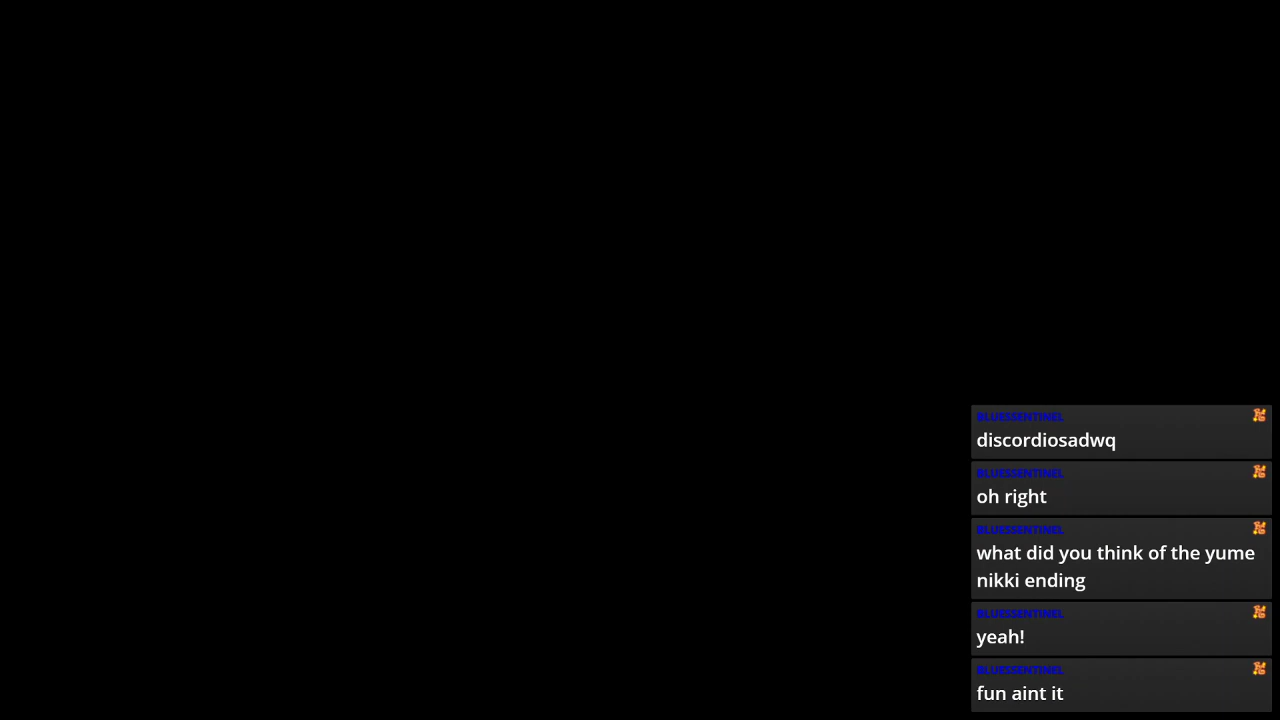 BLUESSENTINEL
discordiosadwq
BLUESSENTINEL
oh right
BLUESSENTINEL
what did you think of the yume
nikki ending
BLUESSENTINEL
yeah!
BLUESSENTINEL
fun aint it